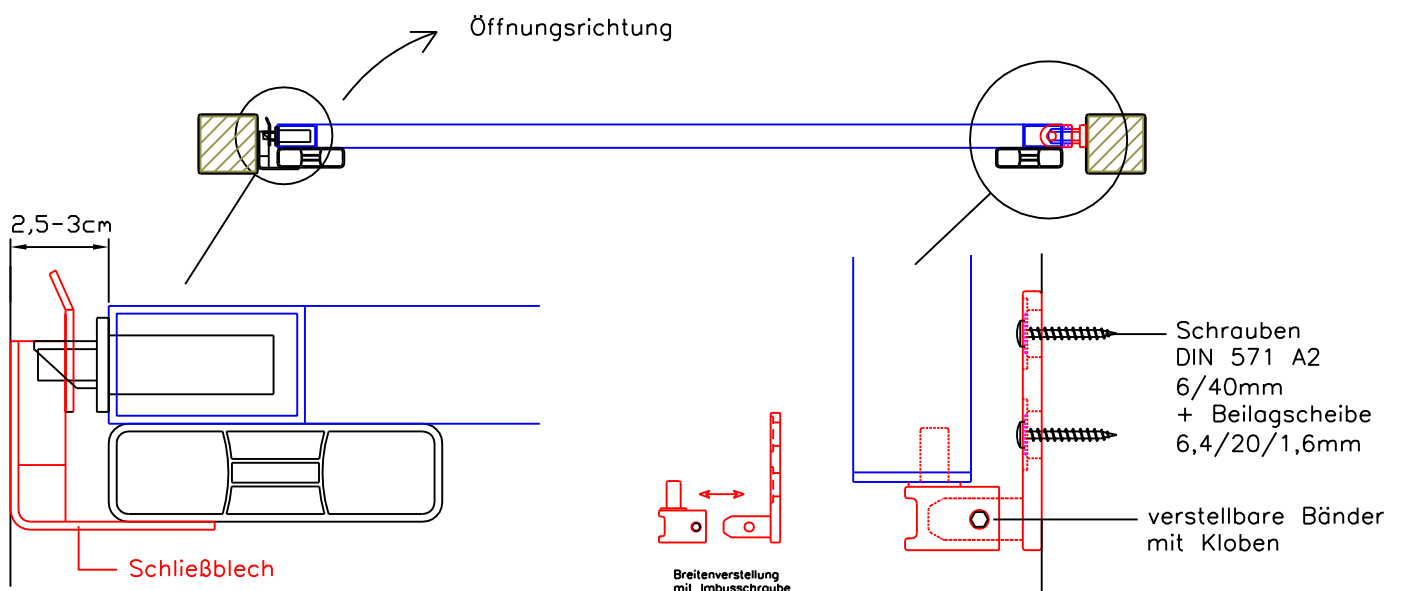 Öffnungsrichtung
2,5-3cm
Schrauben
DIN 571 A2
6/40mm
+ Beilagscheibe
6,4/20/1,6mm
verstellbare Bänder
mit Kloben
Schließblech
Breitenverstellung
mit Imbusschraube